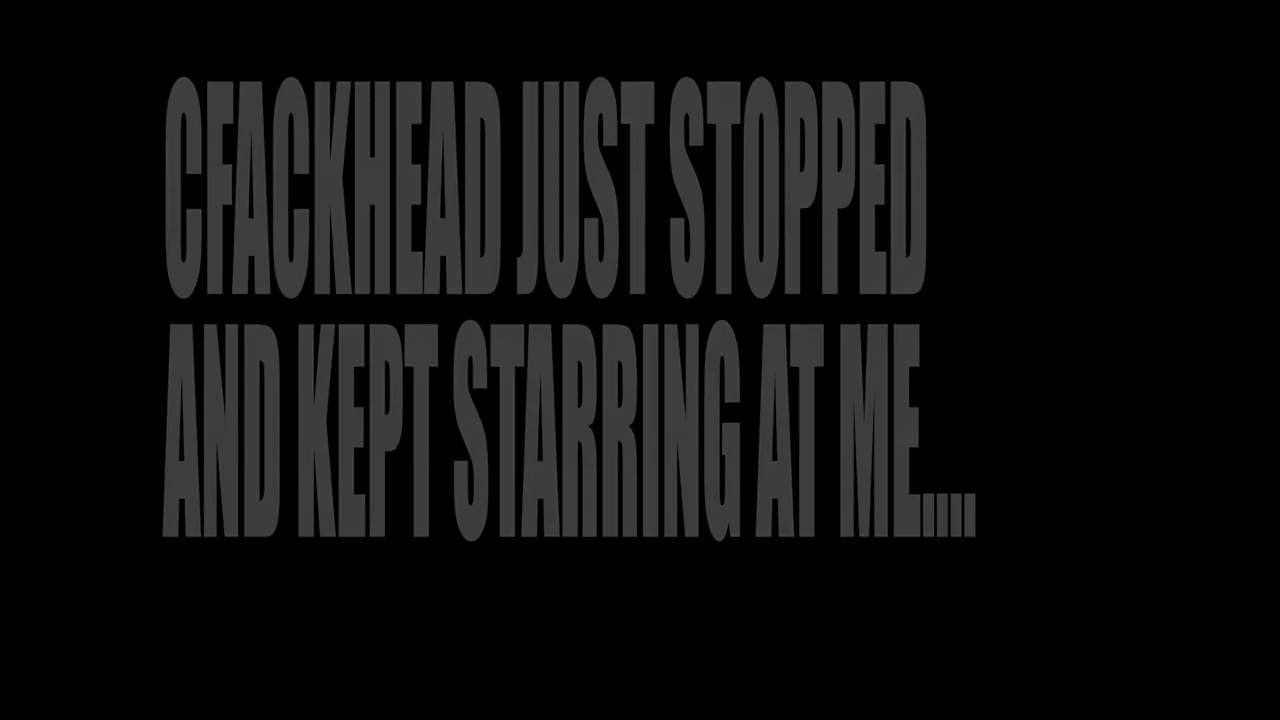 CFACKHEAD JUST STOPPED
AND KEPT STARRING AT ME....